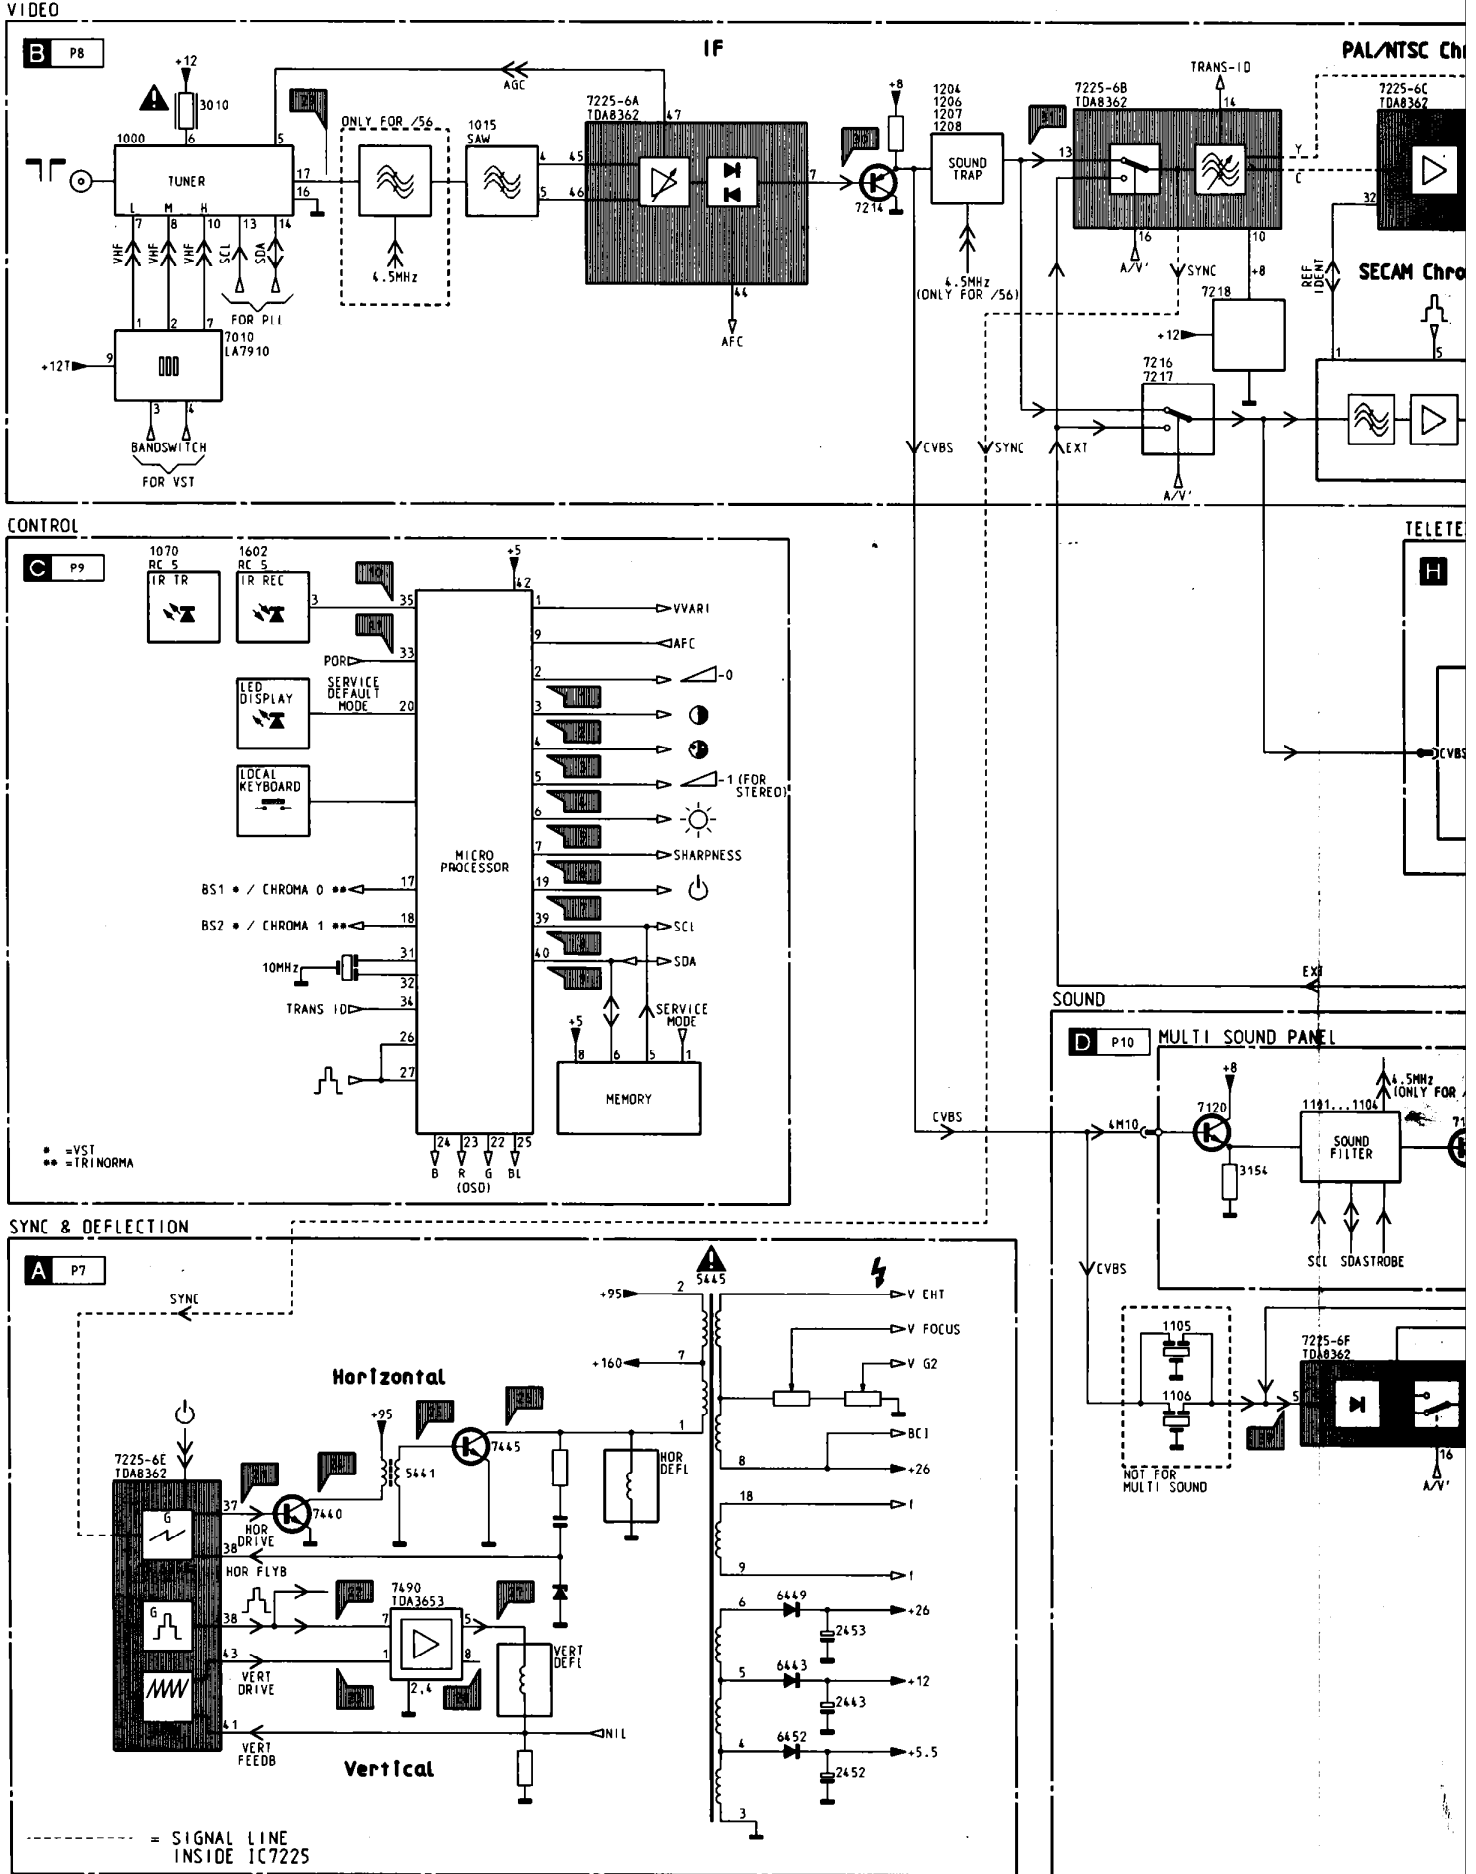 VIDEO
B P8
IF
PAL/NTSC
+12
3010
AGC
7225-6A
TDA8362
47
ONLY FOR /56
1015
SAW
1000
6
5
TUNER
17
16
4
45
5
46
7
+8
7214
1204
1206
1207
1208
SOUND
TRAP
7225-6B
TDA8362
TRANS-ID
14
13
Y
C
7225-6C
TDA8362
32
L
M
H
7
8
10
13
14
VHF
VHF
VHF
SCL
SDA
4.5MHz
44
AFC
4.5MHz
(ONLY FOR /56)
16
A/V'
SYNC
10
+8
7218
+12
REF
IDENT
SECAM
FOR PLL
1
2
7
7010
LA7910
+12T
9
3
4
BANDSWITCH
FOR VST
7216
7217
A/V'
1
5
CVBS
SYNC
EXT
CONTROL
C P9
1070
RC 5
IR TR
1602
RC 5
IR REC
3
10
35
+5
42
1
VVARI
33
POR
9
AFC
2
-0
LED
DISPLAY
SERVICE
DEFAULT
MODE
20
3
4
LOCAL
KEYBOARD
5
-1 (FOR
STEREO)
6
MICRO
PROCESSOR
7
SHARPNESS
BS1 * / CHROMA 0 **
17
19
BS2 * / CHROMA 1 **
18
39
SCL
10MHz
31
32
40
SDA
TRANS ID
34
26
27
+5
8
6
5
1
SERVICE
MODE
MEMORY
24
23
22
25
B
R
G
BL
(OSD)
* =VST
** =TRINORMA
H
CVBS
EXT
SOUND
D P10
MULTI SOUND PANEL
+8
7120
4.5MHz
(ONLY FOR
1101...1104
CVBS
4M10
SOUND
FILTER
3154
SCL
SDA
STROBE
CVBS
1105
1106
NOT FOR
MULTI SOUND
7225-6F
TDA8362
5
16
A/V'
SYNC & DEFLECTION
A P7
SYNC
5445
+95
2
V EHT
V FOCUS
+160
7
V G2
Horizontal
+95
1
BCI
7445
5441
8
+26
7225-6E
TDA8362
G
37
HOR
DRIVE
7440
HOR
DEFL
18
f
38
HOR FLYB
9
f
G
38
7490
TDA3653
7
5
6
6449
+26
2453
43
VERT
DRIVE
1
8
VERT
DEFL
2,4
5
6443
+12
2443
41
VERT
FEEDB
NIL
4
6452
+5.5
2452
Vertical
3
= SIGNAL LINE
INSIDE IC7225